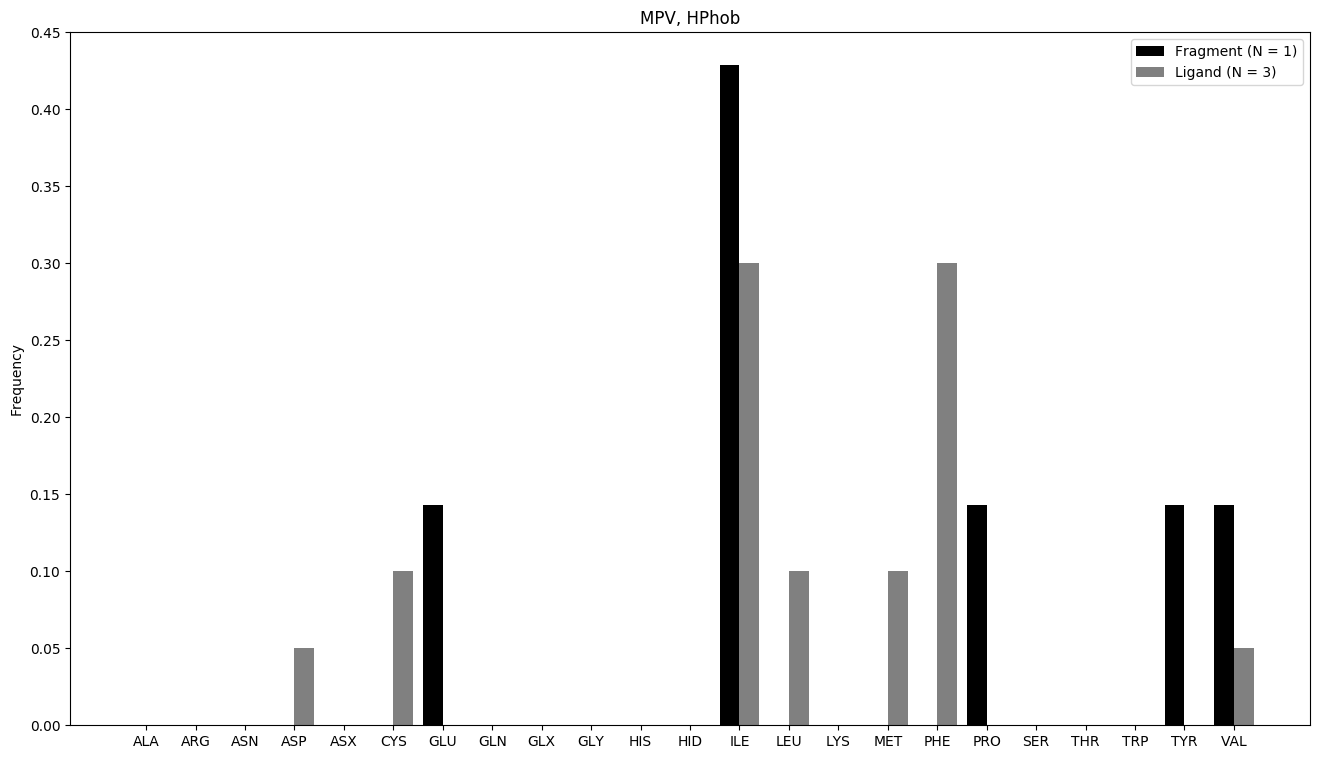 MPV, HPhob
Fragment (N = 1)
Ligand (N = 3)
Frequency
0.45
0.40
0.35
0.30
0.25
0.20
0.15
0.10
0.05
0.00
ALA ARG ASN ASP ASX CYS GLU GLN GLX GLY HIS HID ILE LEU LYS MET PHE PRO SER THR TRP TYR VAL